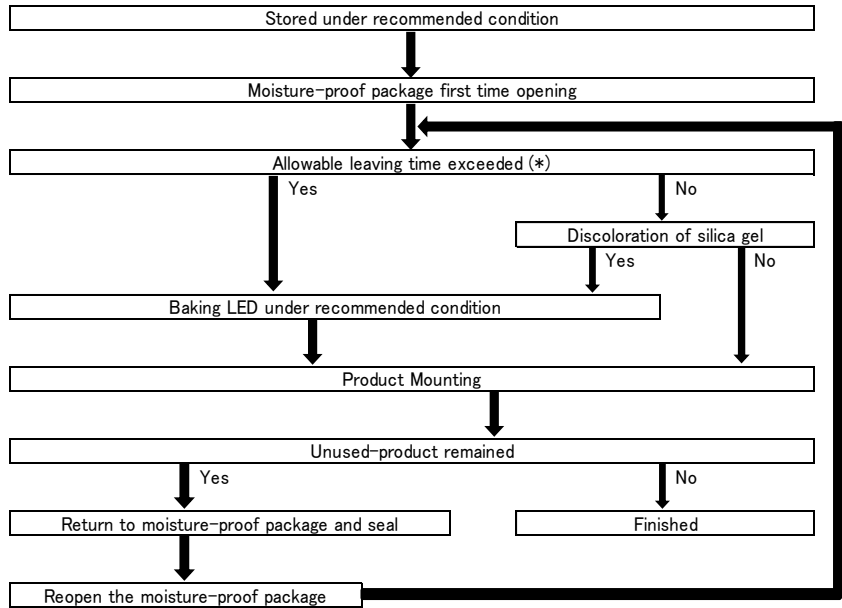 Stored under recommended condition
Moisture-proof package first time opening
Allowable leaving time exceeded (*)
Yes
No
Discoloration of silica gel
Yes
No
Baking LED under recommended condition
Product Mounting
Unused-product remained
Yes
No
Return to moisture-proof package and seal
Finished
Reopen the moisture-proof package